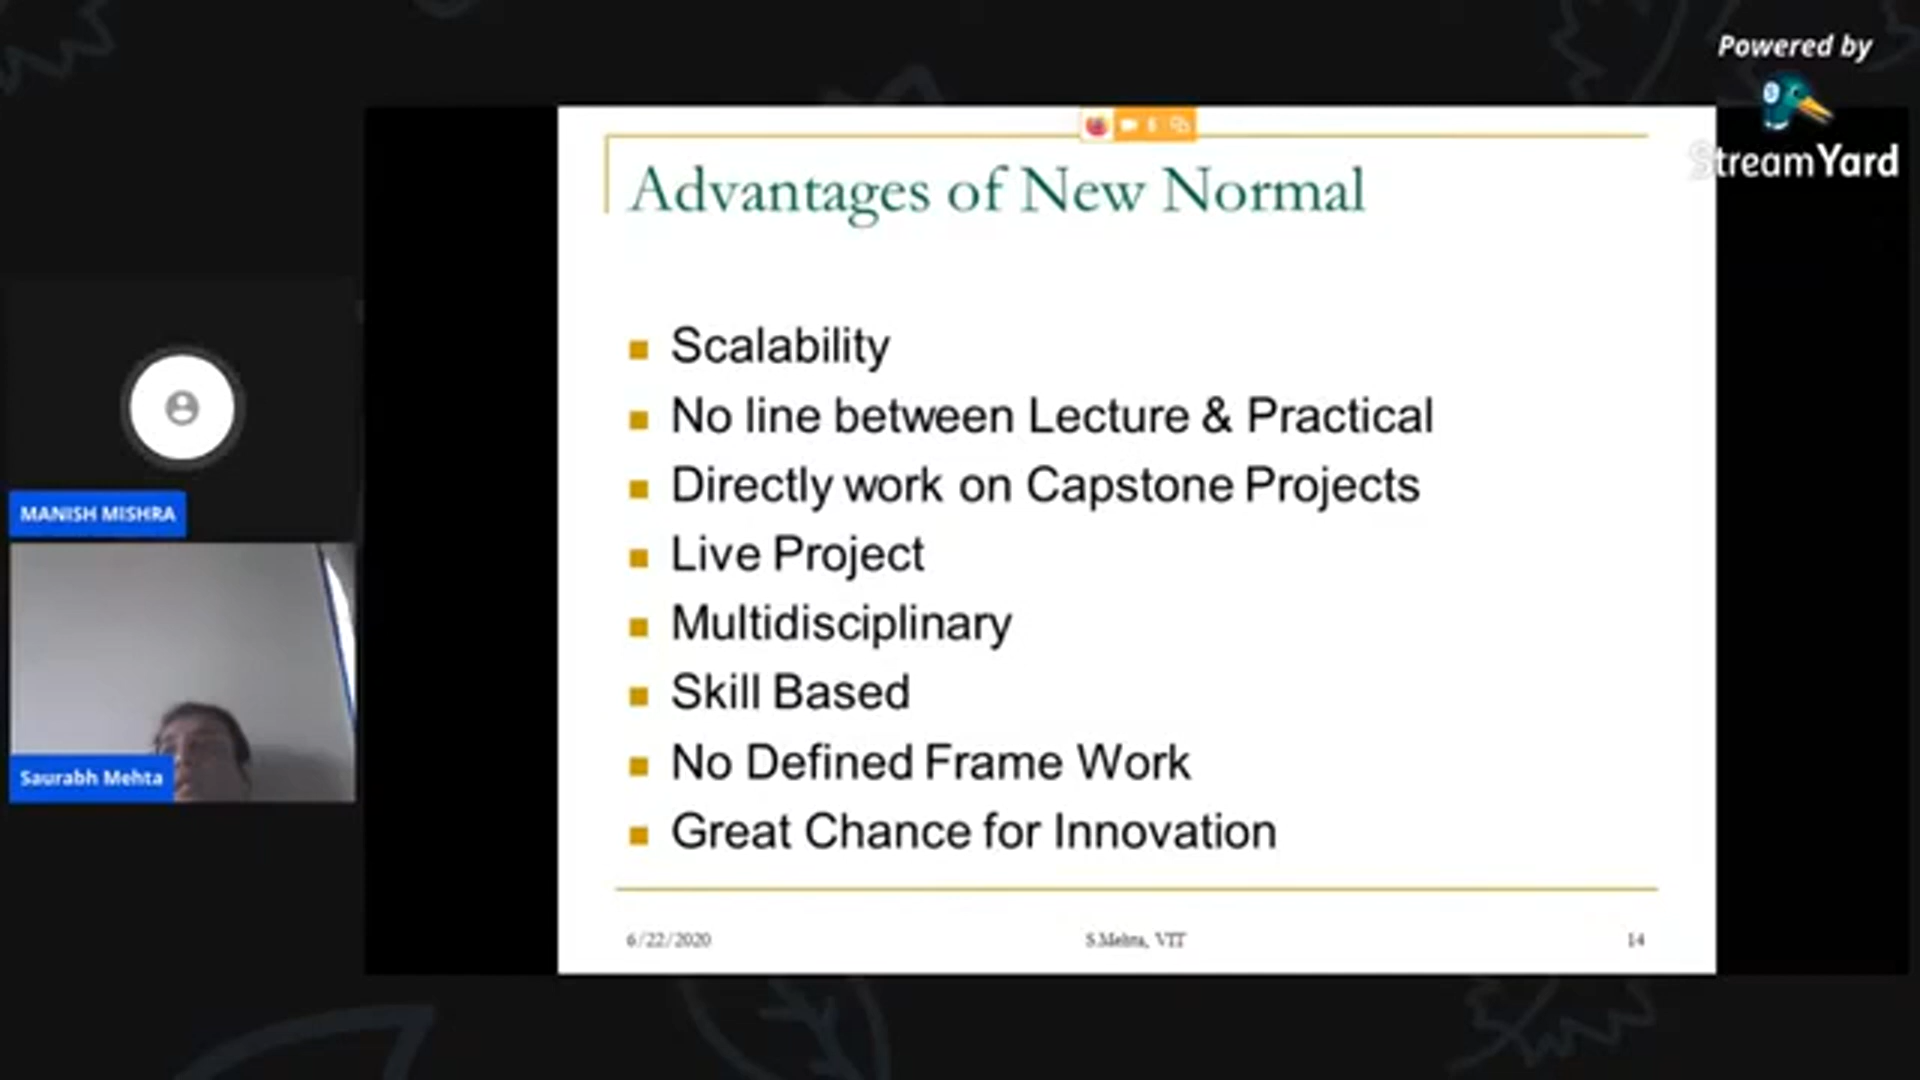 Powered by
StreamYard
Advantages of New Normal
Scalability
No line between Lecture & Practical
Directly work on Capstone Projects
Live Project
Multidisciplinary
Skill Based
No Defined Frame Work
Great Chance for Innovation
6/22/2020
S.Mehta, VIT
14
MANISH MISHRA
Saurabh Mehta